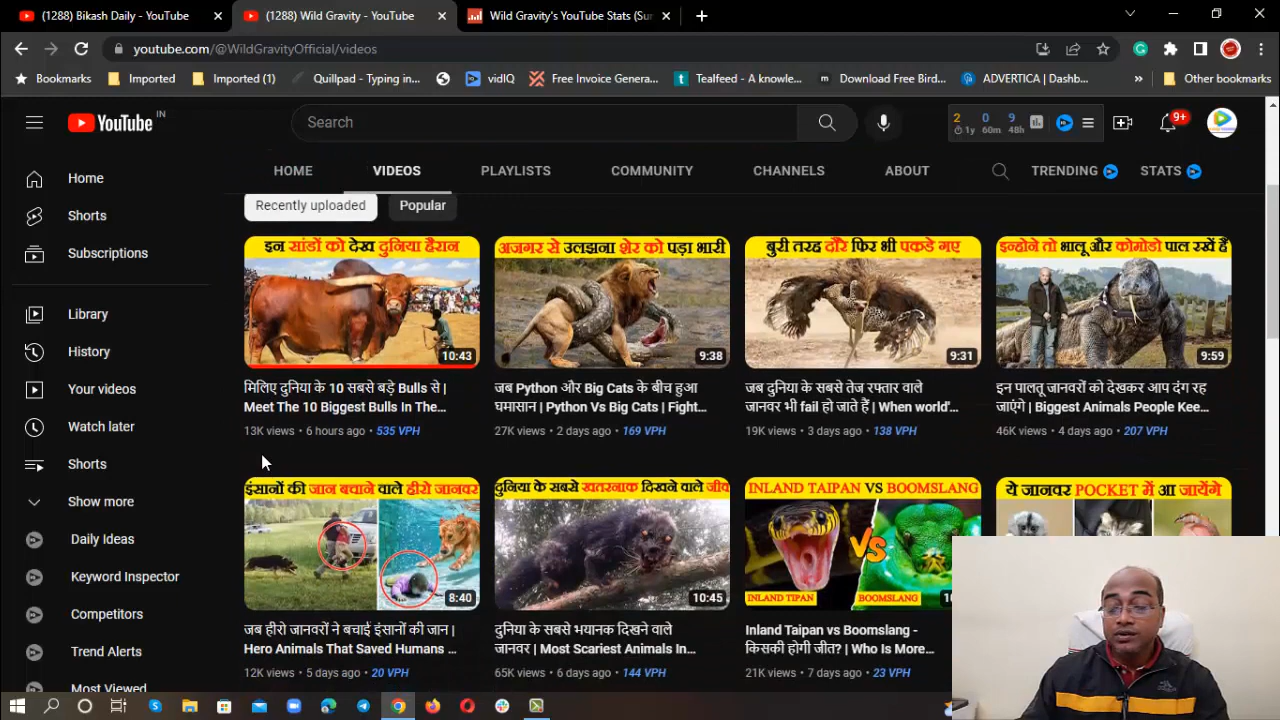 (1288) Bikash Daily - YouTube
(1288) Wild Gravity - YouTube
Wild Gravity's YouTube Stats (Sur
youtube.com/@WildGravityOfficial/videos
Bookmarks
Imported
Imported (1)
Quillpad - Typing in...
vidIQ
Free Invoice Genera...
Tealfeed - A knowle...
Download Free Bird...
ADVERTICA | Dashb...
Other bookmarks
YouTube IN
Search
2 0 9
1y 60m 48h
9+
HOME
VIDEOS
PLAYLISTS
COMMUNITY
CHANNELS
ABOUT
TRENDING
STATS
Home
Shorts
Subscriptions
Library
History
Your videos
Watch later
Shorts
Show more
Daily Ideas
Keyword Inspector
Competitors
Trend Alerts
Most Viewed
Recently uploaded
Popular
इन सांडों को देख दुनिया हैरान
10:43
मिलिए दुनिया के 10 सबसे बड़े Bulls से |
Meet The 10 Biggest Bulls In The...
13K views • 6 hours ago • 535 VPH
अजगर से उलझना शेर को पड़ा भारी
9:38
जब Python और Big Cats के बीच हुआ
घमासान | Python Vs Big Cats | Fight...
27K views • 2 days ago • 169 VPH
बुरी तरह दौरे फिर भी पकडे गए
9:31
जब दुनिया के सबसे तेज रफ्तार वाले
जानवर भी fail हो जाते हैं | When world'...
19K views • 3 days ago • 138 VPH
इन्होने तो भालू और कोमोडो पाल रखें हैं
9:59
इन पालतू जानवरों को देखकर आप दंग रह
जाएंगे | Biggest Animals People Kee...
46K views • 4 days ago • 207 VPH
इंसानों की जान बचाने वाले हीरो जानवर
8:40
जब हीरो जानवरों ने बचाई इंसानों की जान |
Hero Animals That Saved Humans ...
12K views • 5 days ago • 20 VPH
दुनिया के सबसे खतरनाक दिखने वाले जीव
10:45
दुनिया के सबसे भयानक दिखने वाले
जानवर | Most Scariest Animals In...
65K views • 6 days ago • 144 VPH
INLAND TAIPAN VS BOOMSLANG
VS
INLAND TIPAN
BOOMSLANG
Inland Taipan vs Boomslang -
किसकी होगी जीत? | Who Is More...
21K views • 7 days ago • 23 VPH
ये जानवर POCKET में आ जायेंगे